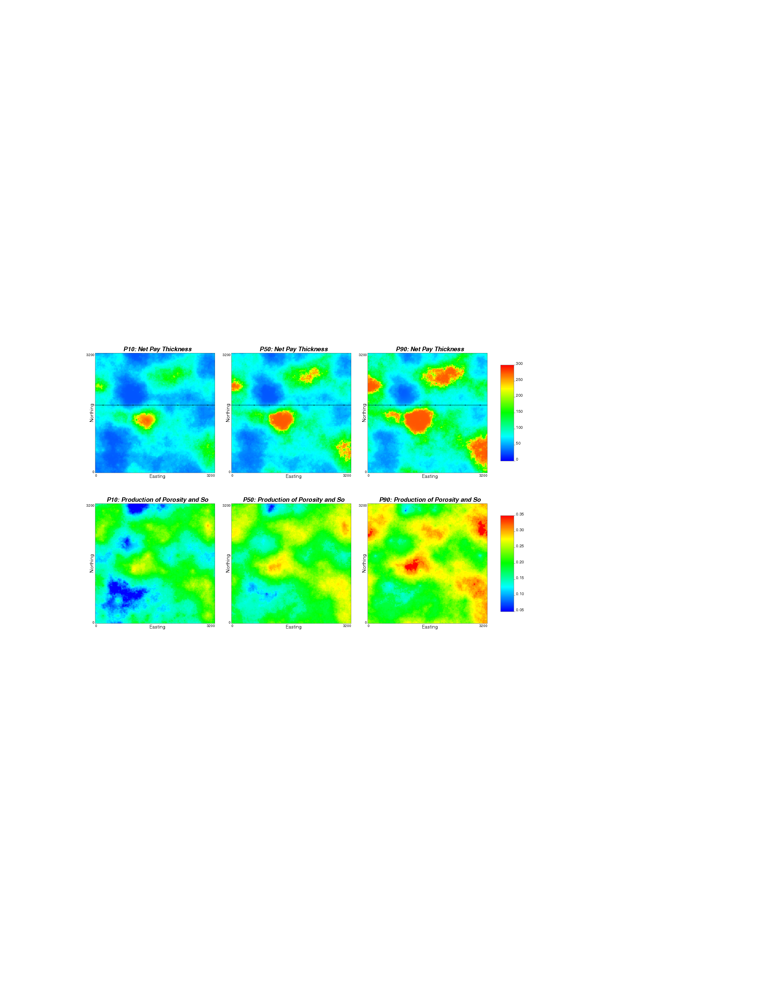 P10: Net Pay Thickness
P50: Net Pay Thickness
P90: Net Pay Thickness
3200
3200
3200
300
250
200
150
100
50
0
Northing
Northing
Northing
0
0
0
0
Easting
3200
0
Easting
3200
0
Easting
3200
P10: Production of Porosity and So
P50: Production of Porosity and So
P90: Production of Porosity and So
3200
3200
3200
0.35
0.30
0.25
0.20
0.15
0.10
0.05
Northing
Northing
Northing
0
0
0
0
Easting
3200
0
Easting
3200
0
Easting
3200